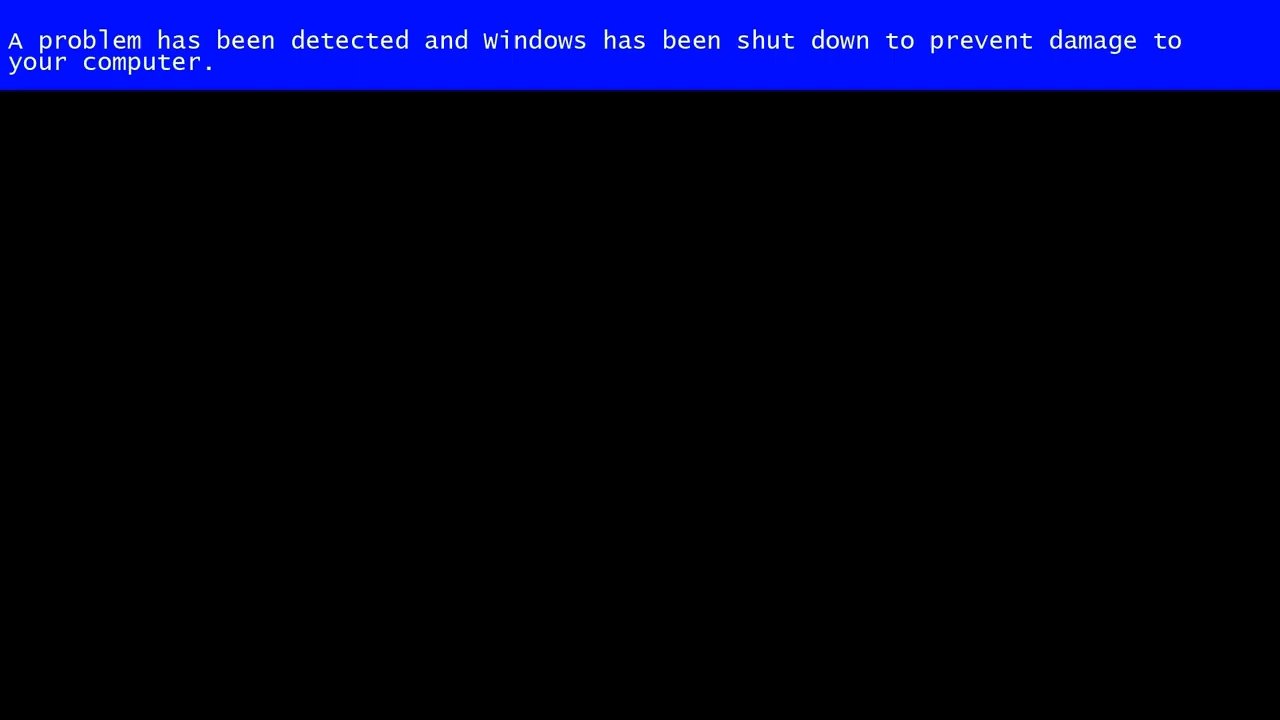 A problem has been detected and Windows has been shut down to prevent damage to
your computer.